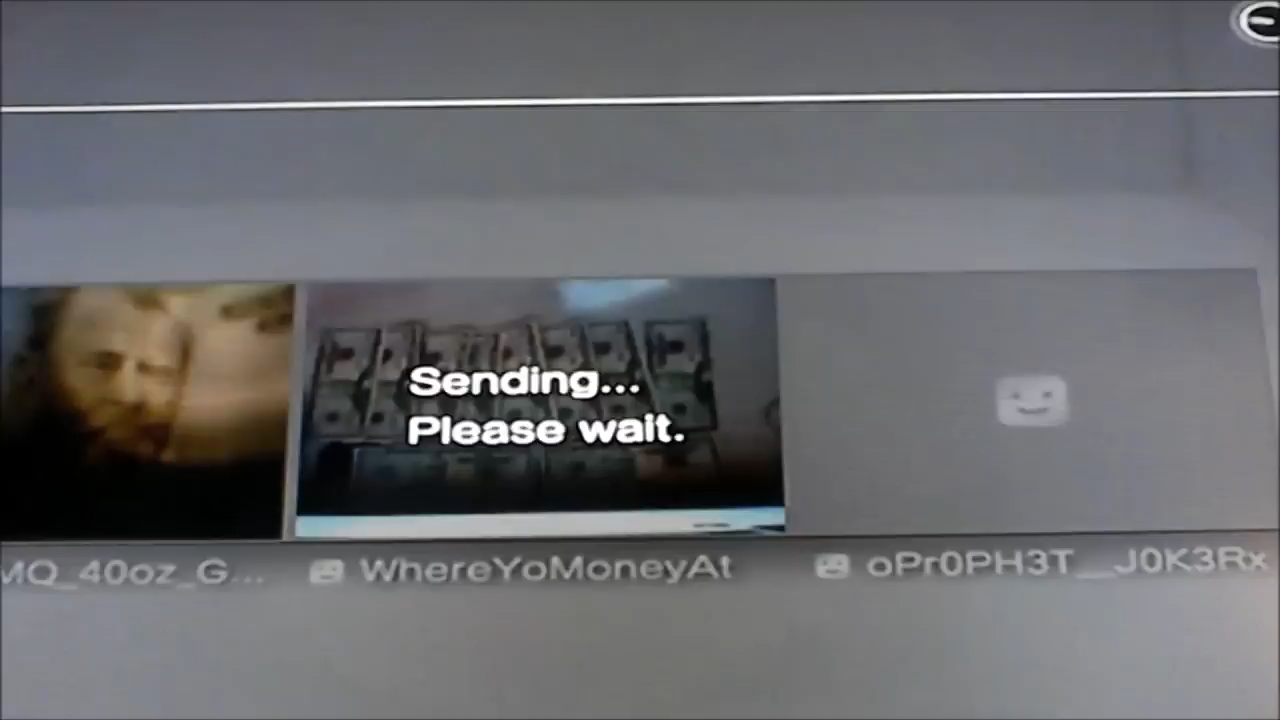 Sending...
Please wait.
MQ_40oz_G...
WhereYoMoneyAt
oPr0PH3T__J0K3Rx